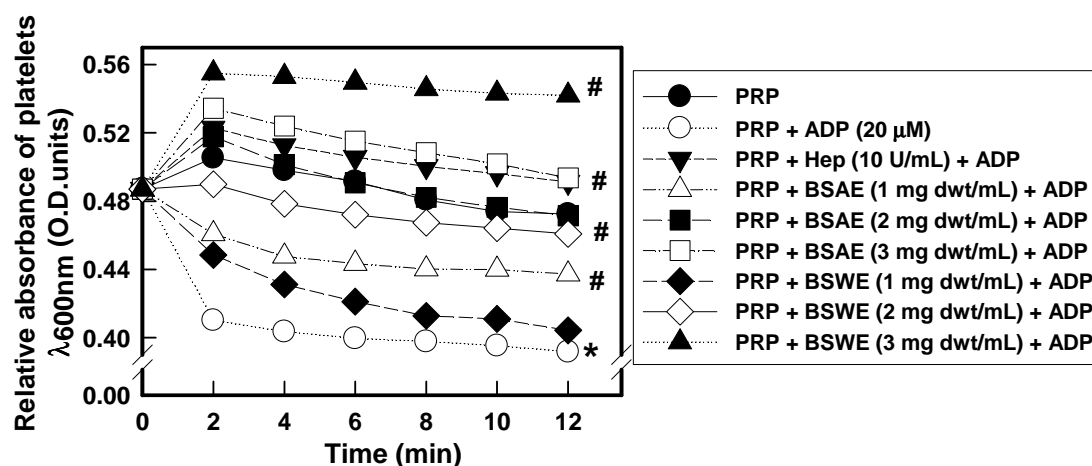 Relative absorbance of platelets
λ600nm (O.D.units)
0.56
0.52
0.48
0.44
0.40
0.00
0 2 4 6 8 10 12
Time (min)
#
#
#
#
*
PRP
PRP + ADP (20 μM)
PRP + Hep (10 U/mL) + ADP
PRP + BSAE (1 mg dwt/mL) + ADP
PRP + BSAE (2 mg dwt/mL) + ADP
PRP + BSAE (3 mg dwt/mL) + ADP
PRP + BSWE (1 mg dwt/mL) + ADP
PRP + BSWE (2 mg dwt/mL) + ADP
PRP + BSWE (3 mg dwt/mL) + ADP